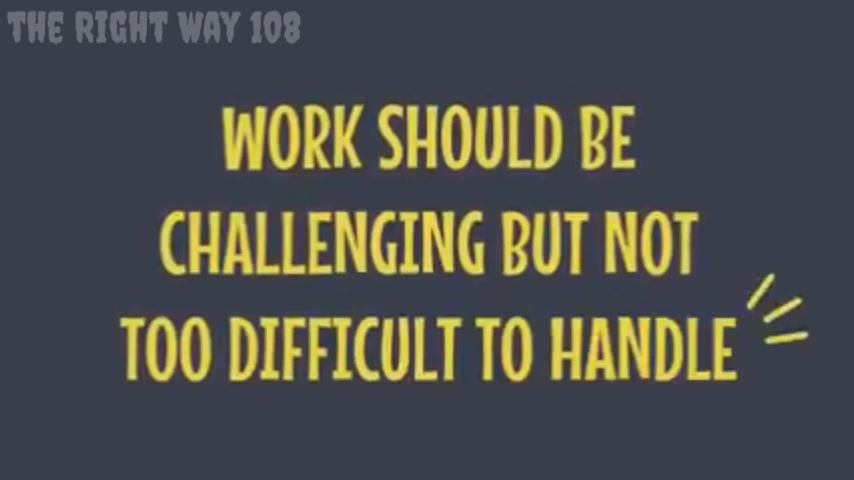 THE RIGHT WAY 108
WORK SHOULD BE
CHALLENGING BUT NOT
TOO DIFFICULT TO HANDLE